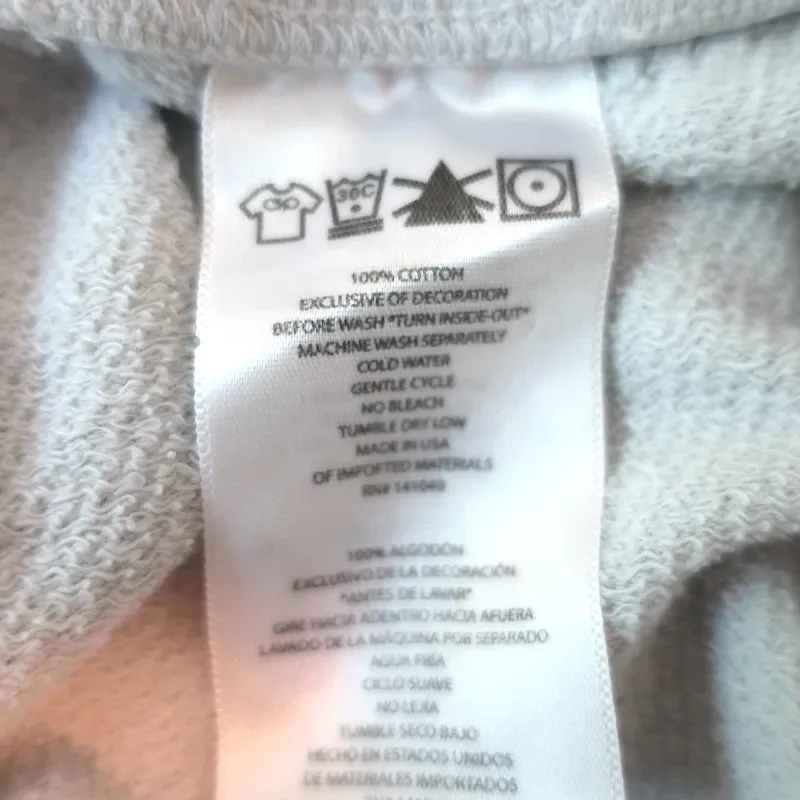 30C
100% COTTON
EXCLUSIVE OF DECORATION
BEFORE WASH "TURN INSIDE-OUT"
MACHINE WASH SEPARATELY
COLD WATER
GENTLE CYCLE
NO BLEACH
TUMBLE DRY LOW
MADE IN USA
OF IMPORTED MATERIALS
RN# 141049
100% ALGODÓN
EXCLUSIVO DE LA DECORACIÓN
"ANTES DE LAVAR"
GIRE HACIA ADENTRO HACIA AFUERA
LAVADO DE LA MÁQUINA POR SEPARADO
AGUA FRÍA
CICLO SUAVE
NO LEJÍA
TUMBLE SECO BAJO
HECHO EN ESTADOS UNIDOS
DE MATERIALES IMPORTADOS